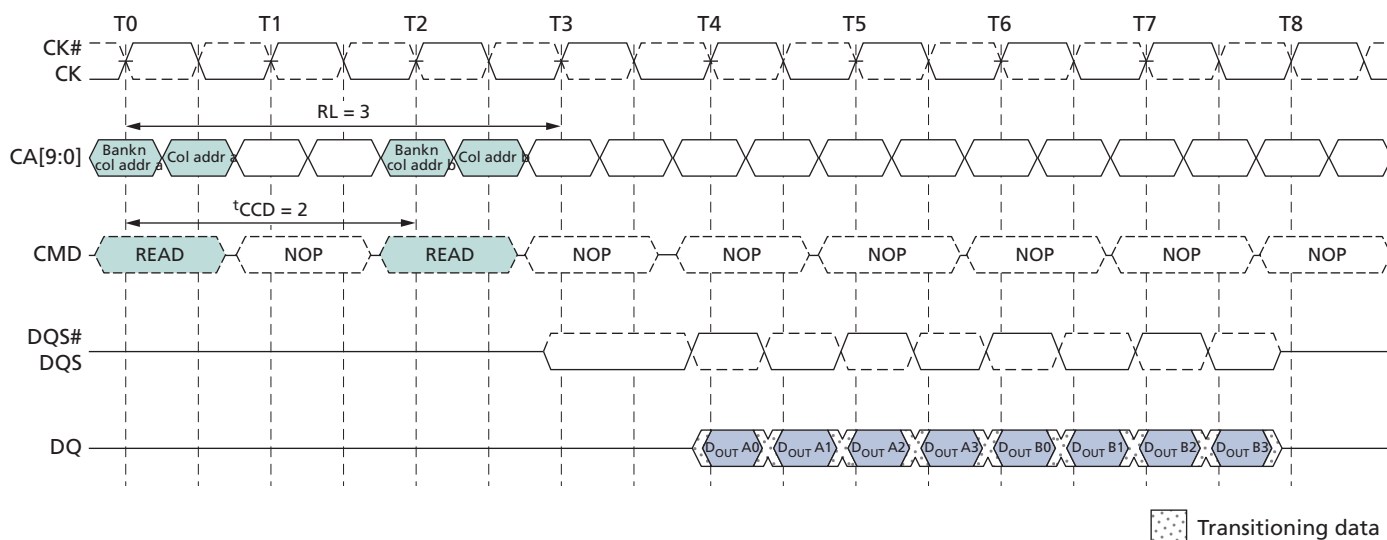 T0 T1 T2 T3 T4 T5 T6 T7 T8
CK#
CK
RL = 3
CA[9:0]
Bankn
col addr a
Col addr a
Bankn
col addr b
Col addr b
tCCD = 2
CMD READ NOP READ NOP NOP NOP NOP NOP NOP
DQS#
DQS
DQ DOUT A0 DOUT A1 DOUT A2 DOUT A3 DOUT B0 DOUT B1 DOUT B2 DOUT B3
Transitioning data